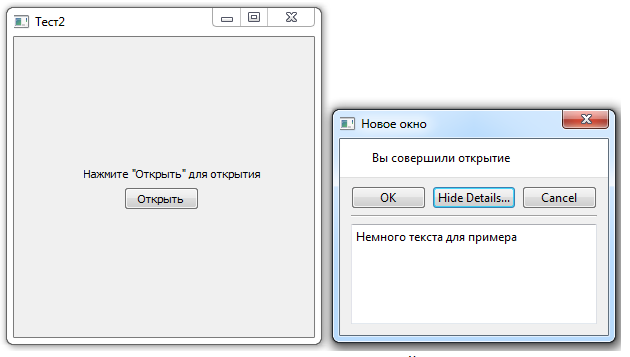 Тест2
Нажмите "Открыть" для открытия
Открыть
Новое окно
Вы совершили открытие
OK
Hide Details...
Cancel
Немного текста для примера